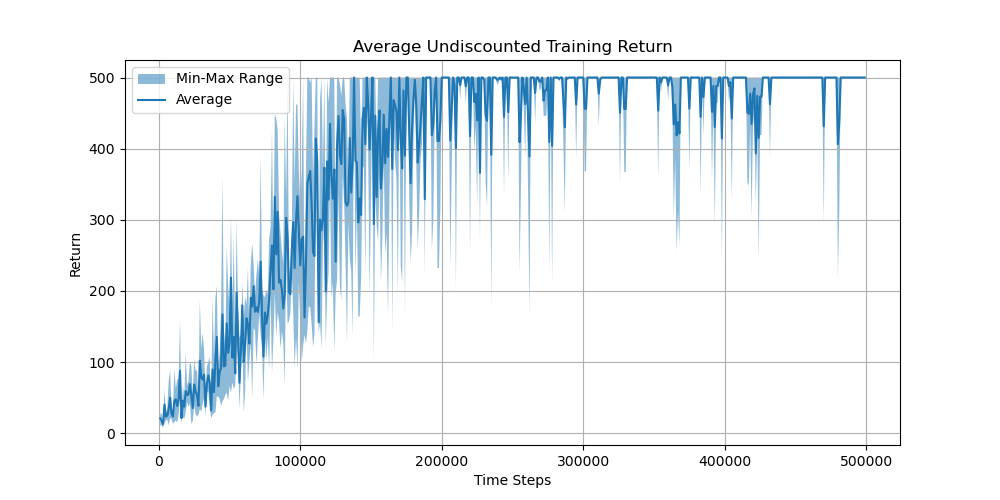 Average Undiscounted Training Return
Min-Max Range
Average
500
400
300
200
100
0
Return
0
100000
200000
300000
400000
500000
Time Steps